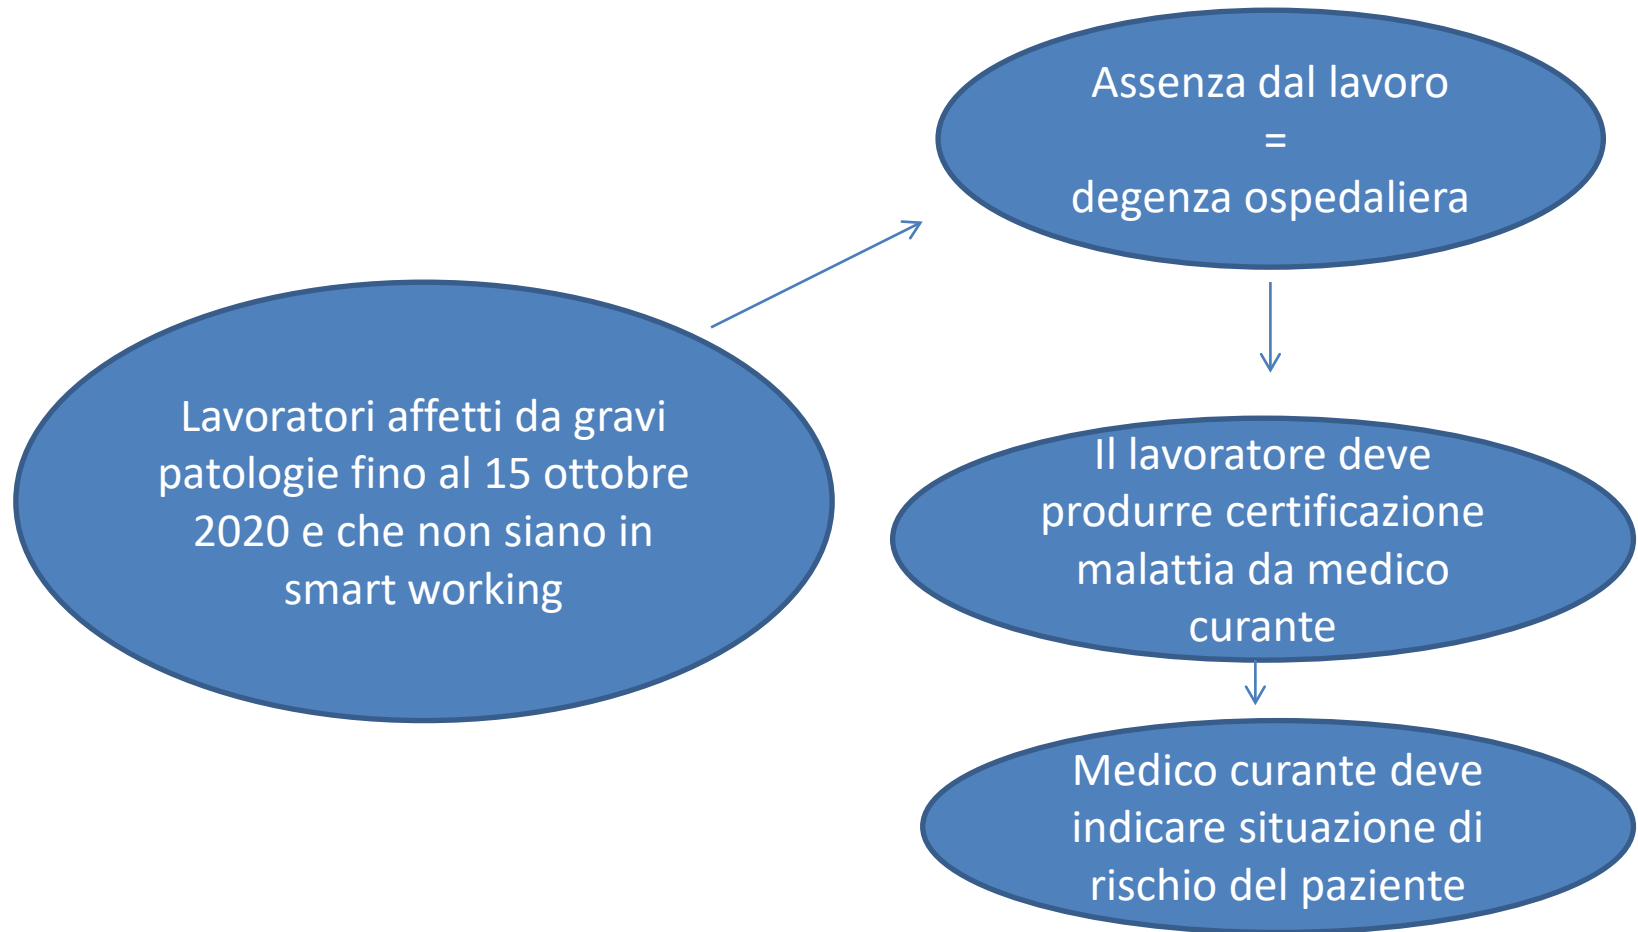 Assenza dal lavoro
=
degenza ospedaliera
Lavoratori affetti da gravi
patologie fino al 15 ottobre
2020 e che non siano in
smart working
Il lavoratore deve
produrre certificazione
malattia da medico
curante
Medico curante deve
indicare situazione di
rischio del paziente